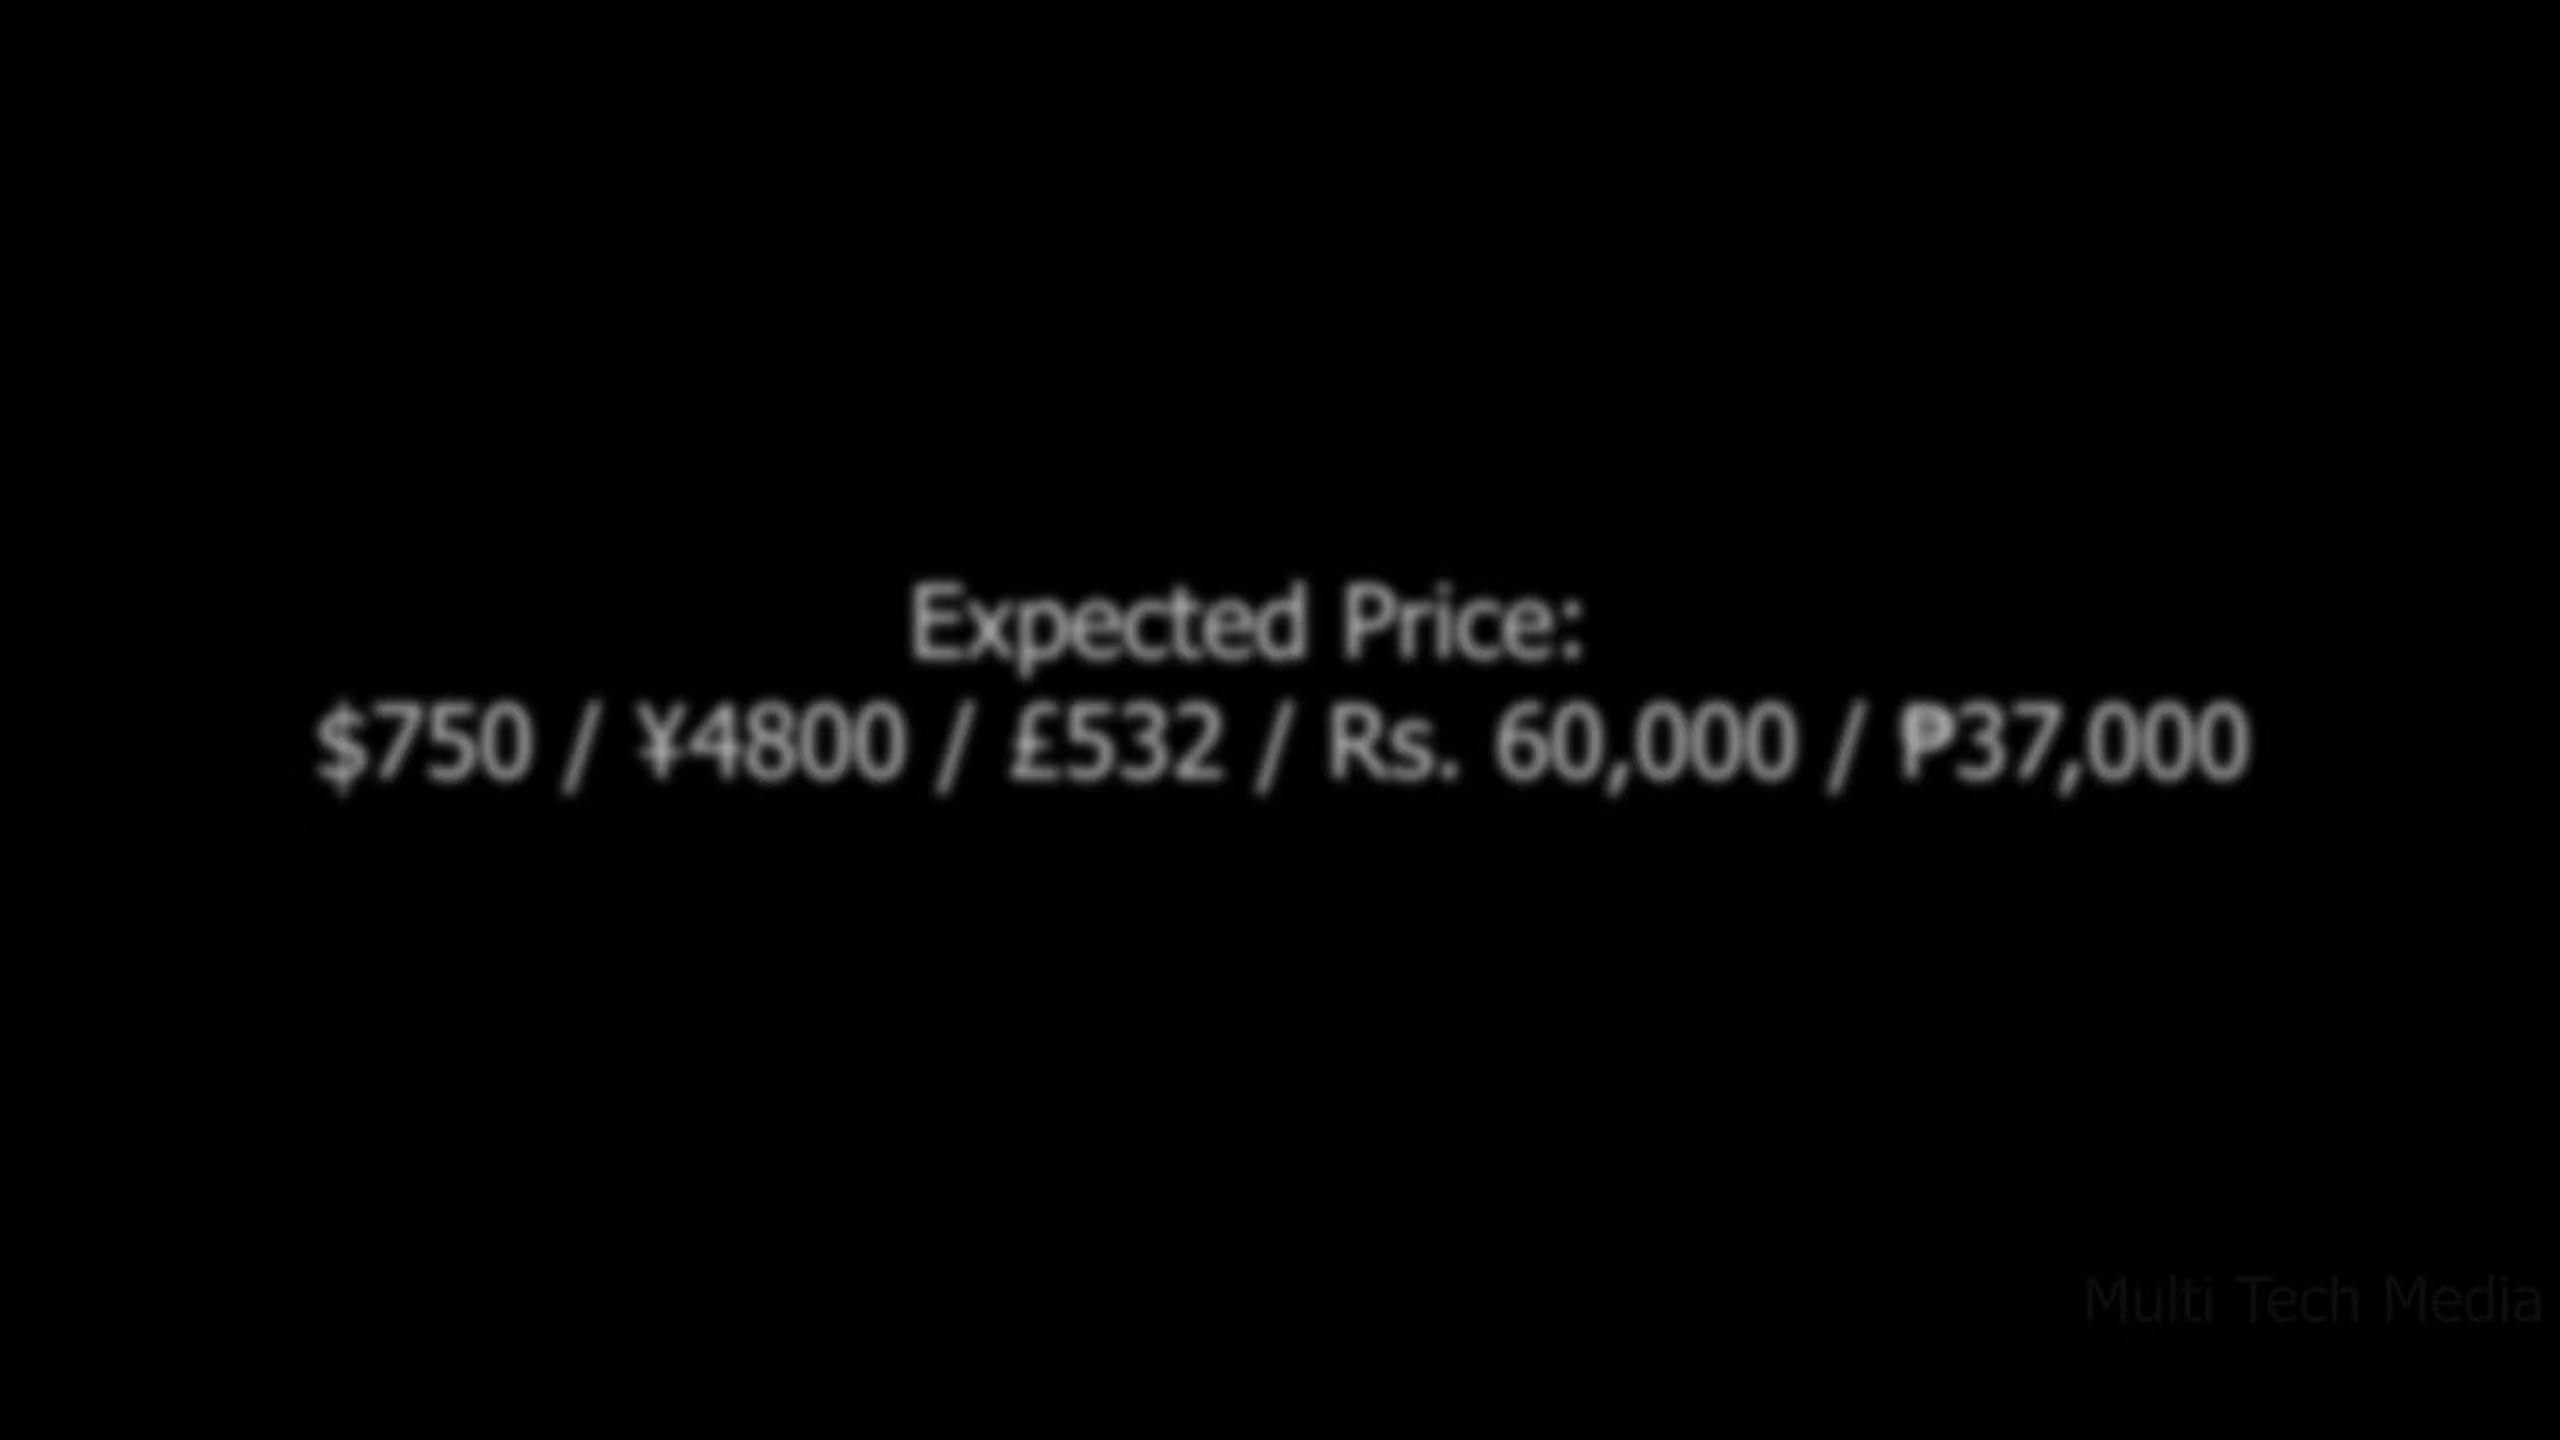 Expected Price:
$750 / ¥4800 / £532 / Rs. 60,000 / ₱37,000
Multi Tech Media